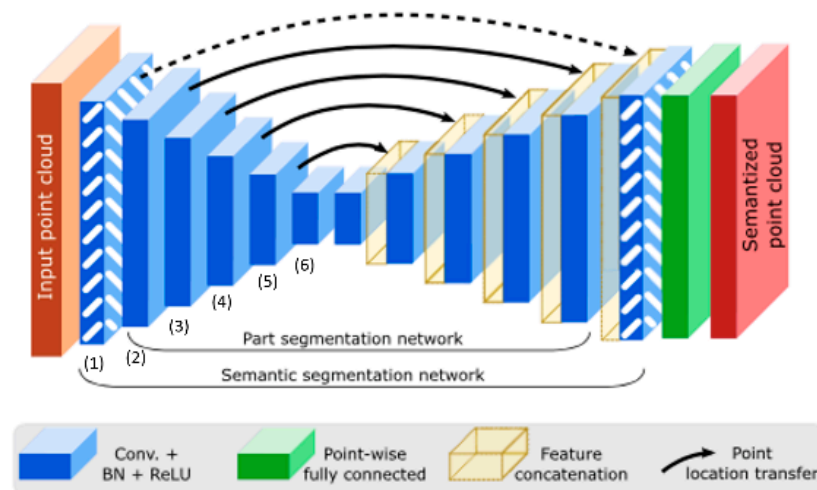 Input point cloud
Semantized
point cloud
(1)
(2)
(3)
(4)
(5)
(6)
Part segmentation network
Semantic segmentation network
Conv. +
BN + ReLU
Point-wise
fully connected
Feature
concatenation
Point
location transfer